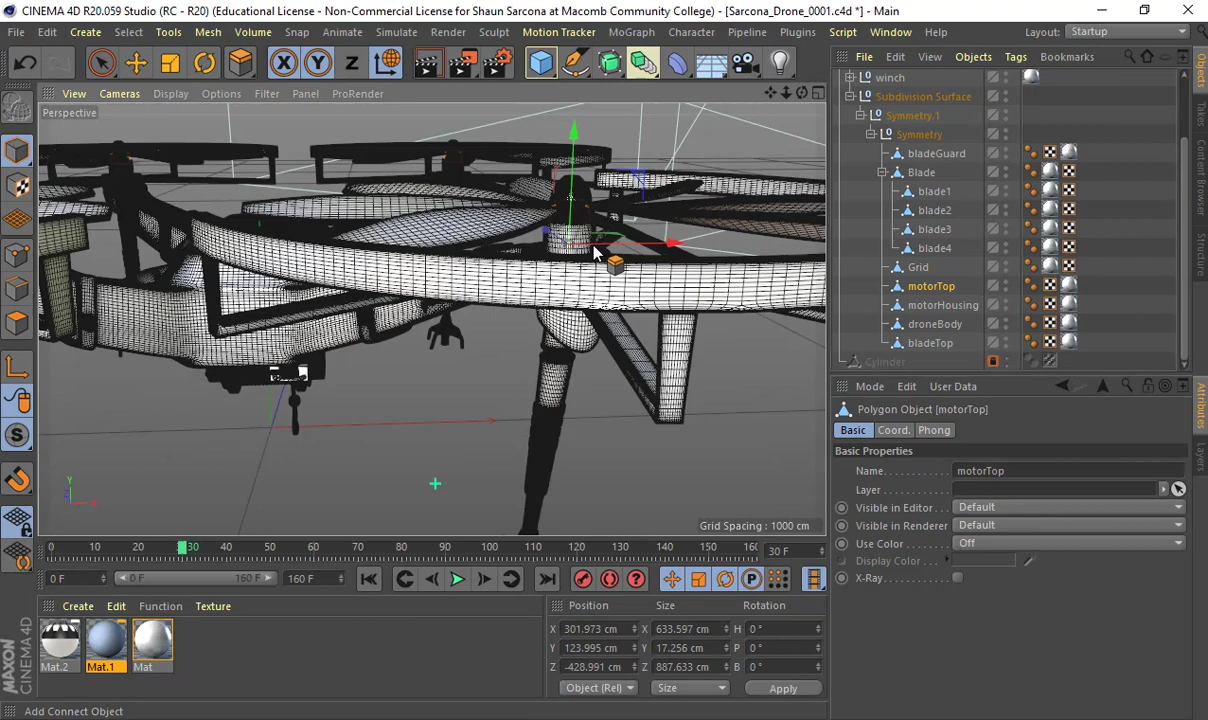 CINEMA 4D R20.059 Studio (RC - R20) (Educational License - Non-Commercial License for Shaun Sarcona at Macomb Community College) - [Sarcona_Drone_0001.c4d *] - Main
File Edit Create Select Tools Mesh Volume Snap Animate Simulate Render Sculpt Motion Tracker MoGraph Character Pipeline Plugins Script Window Help Layout: Startup
X Y Z
File Edit View Objects Tags Bookmarks
View Cameras Display Options Filter Panel ProRender
Perspective
winch
Subdivision Surface
Symmetry.1
Symmetry
bladeGuard
Blade
blade1
blade2
blade3
blade4
Grid
motorTop
motorHousing
droneBody
bladeTop
Cylinder
Objects
Takes
Content Browser
Structure
Mode Edit User Data
Polygon Object [motorTop]
Basic Coord. Phong
Basic Properties
Name motorTop
Layer
Visible in Editor Default
Visible in Renderer Default
Use Color Off
Display Color
X-Ray
Attributes
Layers
Y
Z
Grid Spacing : 1000 cm
0 10 20 30 40 50 60 70 80 90 100 110 120 130 140 150 160 30 F
0 F 0 F 160 F 160 F
Create Edit Function Texture
Mat.2 Mat.1 Mat
Position Size Rotation
X 301.973 cm X 633.597 cm H 0 °
Y 123.995 cm Y 17.256 cm P 0 °
Z -428.991 cm Z 887.633 cm B 0 °
Object (Rel) Size Apply
MAXON
CINEMA 4D
Add Connect Object